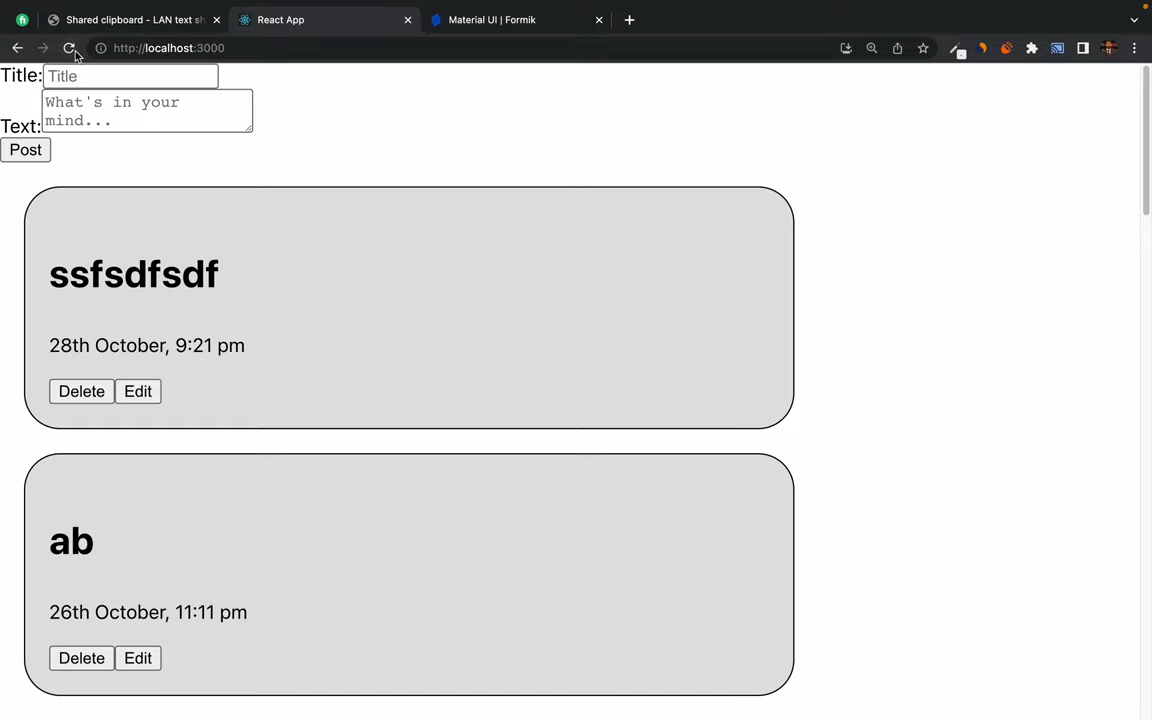 Shared clipboard - LAN text sh
React App
Material UI | Formik
http://localhost:3000
Title: Title
Text: What's in your
mind...
Post
ssfsdfsdf
28th October, 9:21 pm
Delete Edit
ab
26th October, 11:11 pm
Delete Edit